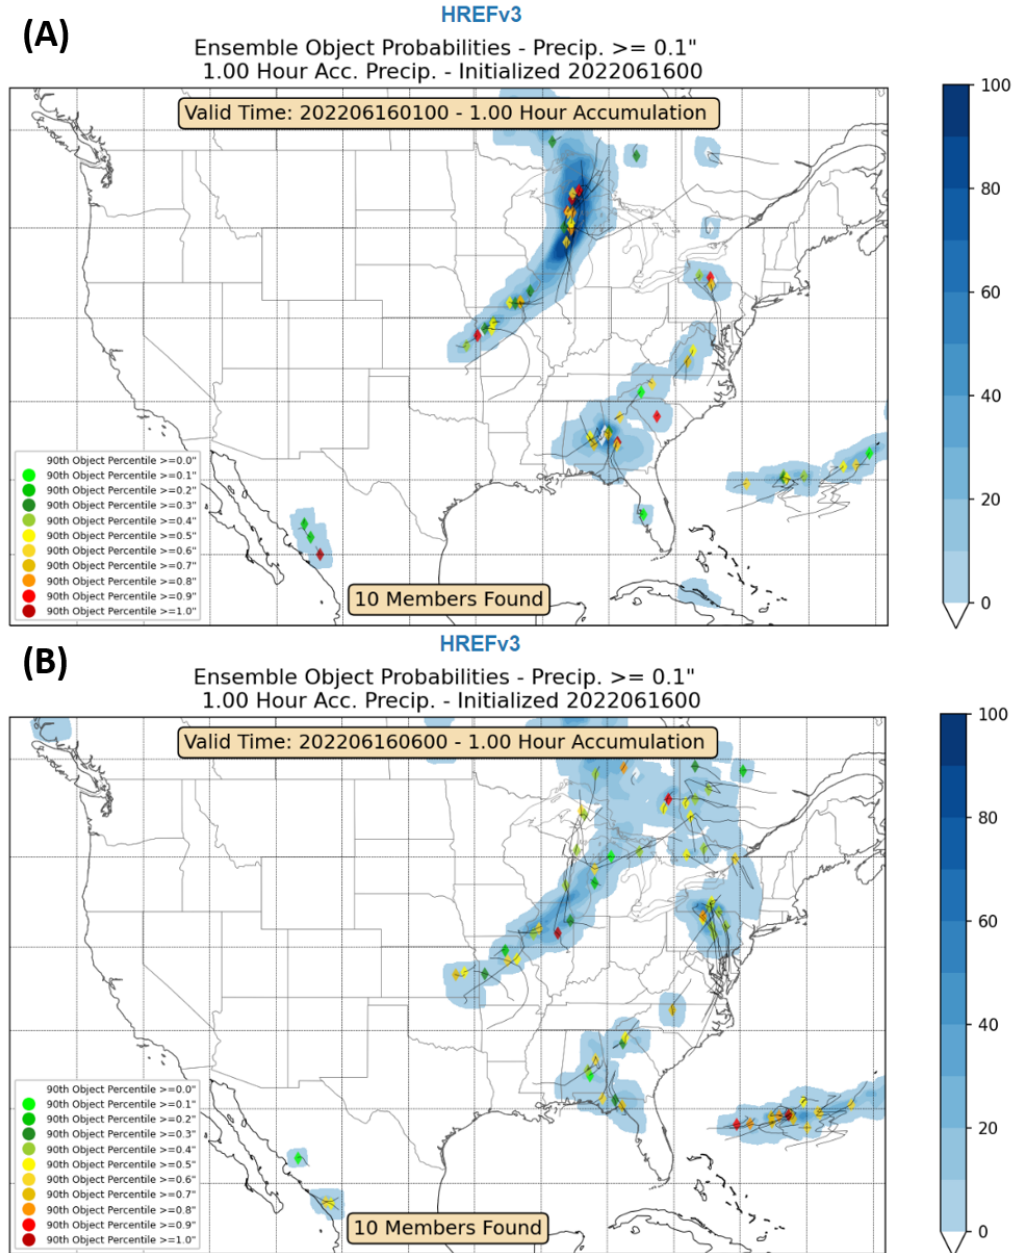 HREFv3
(A)
Ensemble Object Probabilities - Precip. >= 0.1"
1.00 Hour Acc. Precip. - Initialized 2022061600
Valid Time: 202206160100 - 1.00 Hour Accumulation
100
80
60
40
20
0
90th Object Percentile >=0.0"
90th Object Percentile >=0.1"
90th Object Percentile >=0.2"
90th Object Percentile >=0.3"
90th Object Percentile >=0.4"
90th Object Percentile >=0.5"
90th Object Percentile >=0.6"
90th Object Percentile >=0.7"
90th Object Percentile >=0.8"
90th Object Percentile >=0.9"
90th Object Percentile >=1.0"
10 Members Found
HREFv3
(B)
Ensemble Object Probabilities - Precip. >= 0.1"
1.00 Hour Acc. Precip. - Initialized 2022061600
Valid Time: 202206160600 - 1.00 Hour Accumulation
100
80
60
40
20
0
90th Object Percentile >=0.0"
90th Object Percentile >=0.1"
90th Object Percentile >=0.2"
90th Object Percentile >=0.3"
90th Object Percentile >=0.4"
90th Object Percentile >=0.5"
90th Object Percentile >=0.6"
90th Object Percentile >=0.7"
90th Object Percentile >=0.8"
90th Object Percentile >=0.9"
90th Object Percentile >=1.0"
10 Members Found